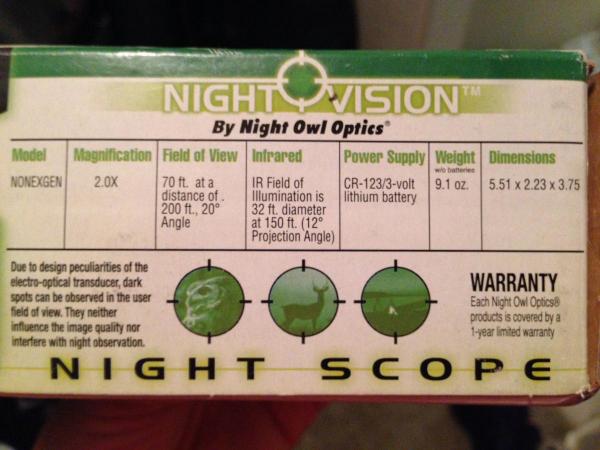 NIGHT VISION™
By Night Owl Optics®
Model
NONEXGEN
Magnification
2.0X
Field of View
70 ft. at a
distance of .
200 ft., 20°
Angle
Infrared
IR Field of
Illumination is
32 ft. diameter
at 150 ft. (12°
Projection Angle)
Power Supply
CR-123/3-volt
lithium battery
Weight
w/o batteries
9.1 oz.
Dimensions
5.51 x 2.23 x 3.75
Due to design peculiarities of the
electro-optical transducer, dark
spots can be observed in the user
field of view. They neither
influence the image quality nor
interfere with night observation.
WARRANTY
Each Night Owl Optics®
products is covered by a
1-year limited warranty
NIGHT SCOPE